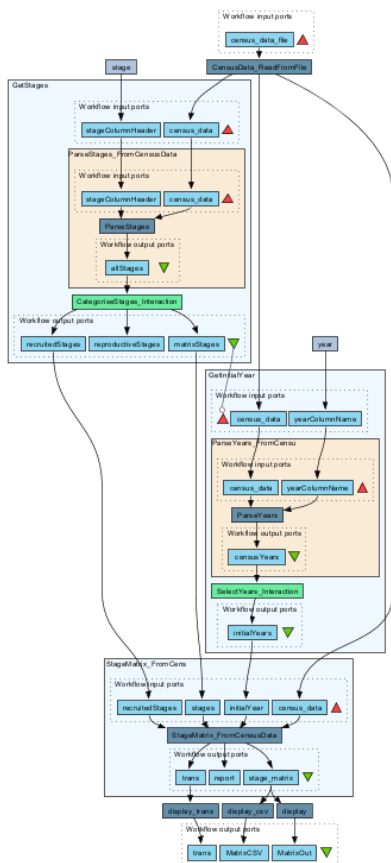 Workflow input ports
census_data_file
stage
CensusData_ReadFromFile
GetStages
Workflow input ports
stageColumnHeader census_data
ParseStages_FromCensusData
Workflow input ports
stageColumnHeader census_data
ParseStages
Workflow output ports
allStages
CategoriseStages_Interaction
Workflow output ports
recruitedStages reproductiveStages matrixStages
year
GetInitialYear
Workflow input ports
census_data yearColumnName
ParseYears_FromCensu
Workflow input ports
census_data yearColumnName
ParseYears
Workflow output ports
censusYears
SelectYears_Interaction
Workflow output ports
initialYears
StageMatrix_FromCens
Workflow input ports
recruitedStages stages initialYear census_data
StageMatrix_FromCensusData
Workflow output ports
trans report stage_matrix
display_trans display_csv display
Workflow output ports
trans MatrixCSV MatrixOut